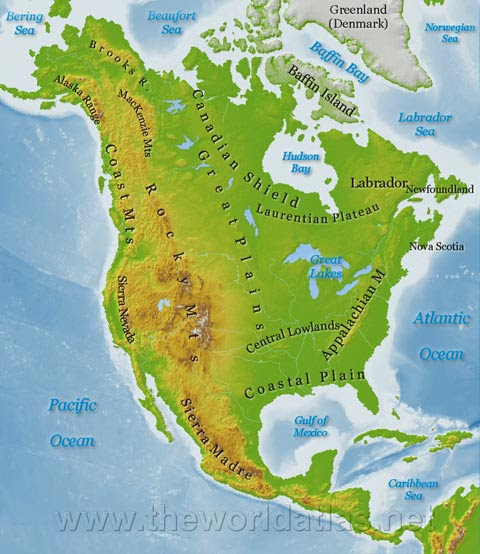 Greenland
(Denmark)
Bering
Sea
Beaufort
Sea
Norwegian
Sea
Baffin Bay
Brooks R.
Baffin Island
Alaska Range
MacKenzie Mts
Canadian Shield
Labrador
Sea
Coast Mts
Rocky Mts
Great Plains
Hudson
Bay
Labrador
Newfoundland
Laurentian Plateau
Nova Scotia
Great
Lakes
Sierra Nevada
Central Lowlands
Appalachian M
Atlantic
Ocean
Coastal Plain
Pacific
Ocean
Sierra Madre
Gulf of
Mexico
Caribbean
Sea
www.theworldatlas.net